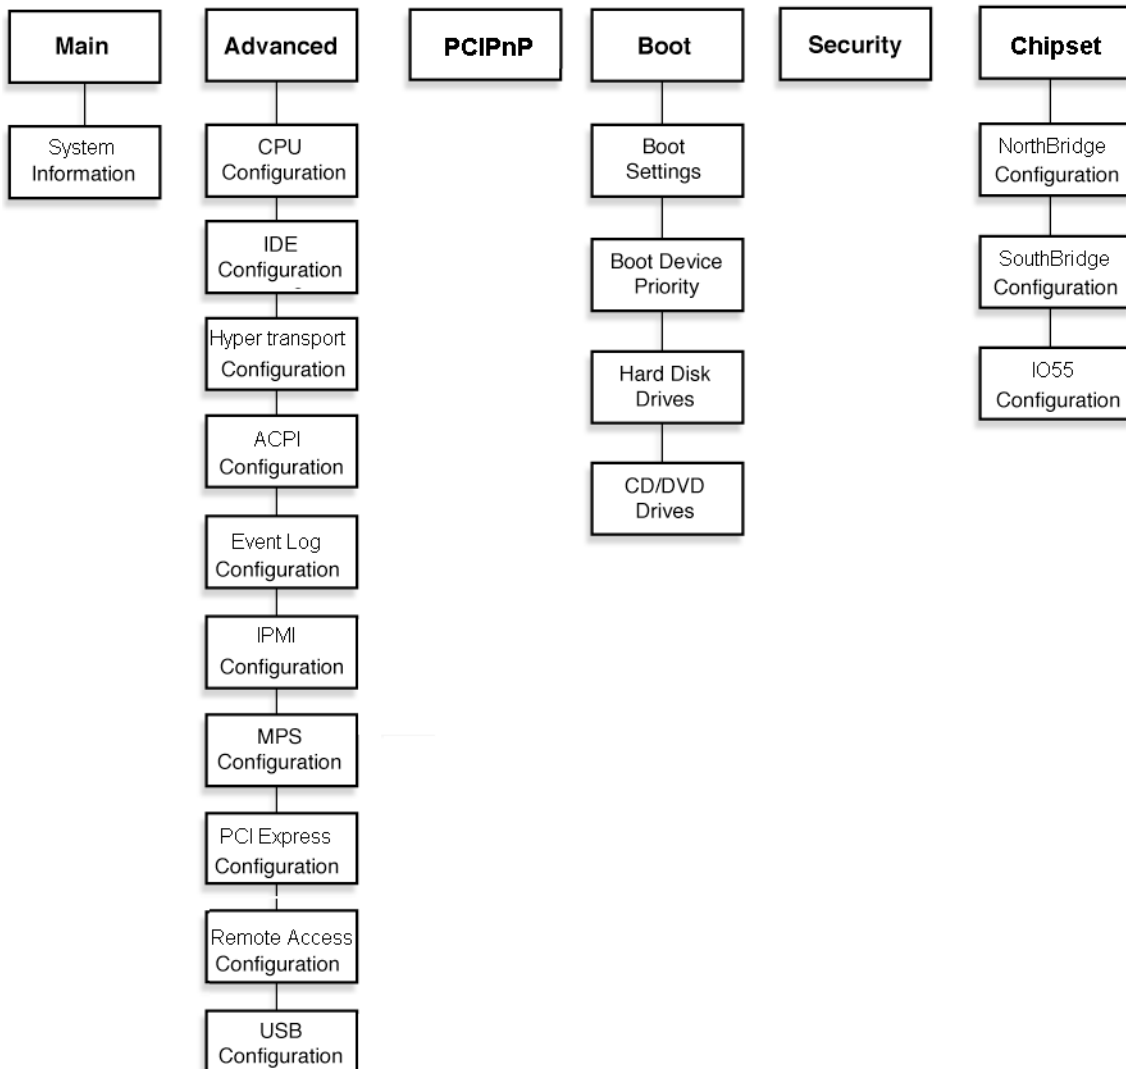 Main
System
Information
Advanced
CPU
Configuration
IDE
Configuration
Hyper transport
Configuration
ACPI
Configuration
Event Log
Configuration
IPMI
Configuration
MPS
Configuration
PCI Express
Configuration
Remote Access
Configuration
USB
Configuration
PCIPnP
Boot
Boot
Settings
Boot Device
Priority
Hard Disk
Drives
CD/DVD
Drives
Security
Chipset
NorthBridge
Configuration
SouthBridge
Configuration
IO55
Configuration